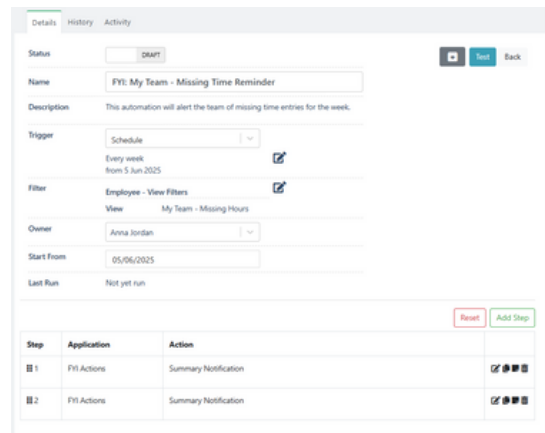 Details History Activity
Status DRAFT Test Back
Name FYI: My Team - Missing Time Reminder
Description This automation will alert the team of missing time entries for the week.
Trigger Schedule
Every week
from 5 Jun 2025
Filter Employee - View Filters
View My Team - Missing Hours
Owner Anna Jordan
Start From 05/06/2025
Last Run Not yet run
Reset Add Step
Step Application Action
1 FYI Actions Summary Notification
2 FYI Actions Summary Notification